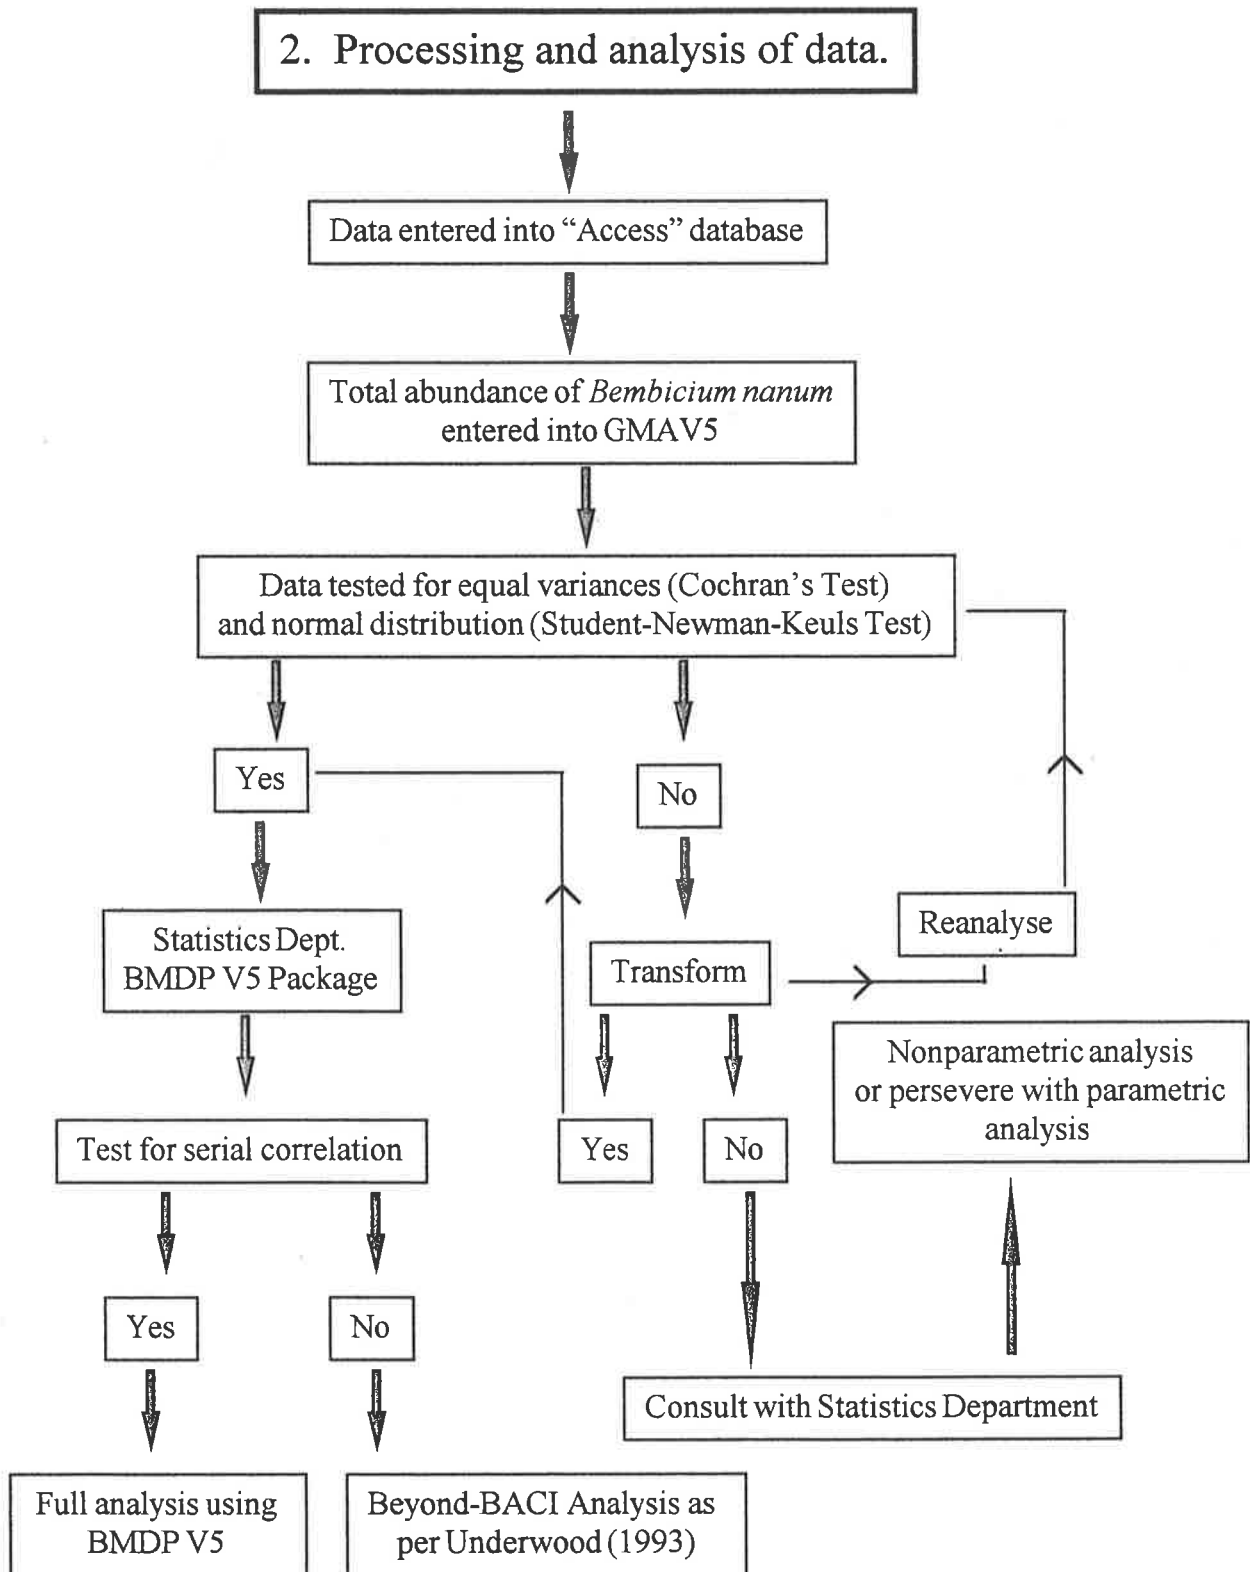 2. Processing and analysis of data.
Data entered into “Access” database
Total abundance of Bembicium nanum
entered into GMAV5
Data tested for equal variances (Cochran’s Test)
and normal distribution (Student-Newman-Keuls Test)
Yes
No
Reanalyse
Statistics Dept.
BMDP V5 Package
Transform
Nonparametric analysis
or persevere with parametric
analysis
Test for serial correlation
Yes
No
Yes
No
Consult with Statistics Department
Full analysis using
BMDP V5
Beyond-BACI Analysis as
per Underwood (1993)